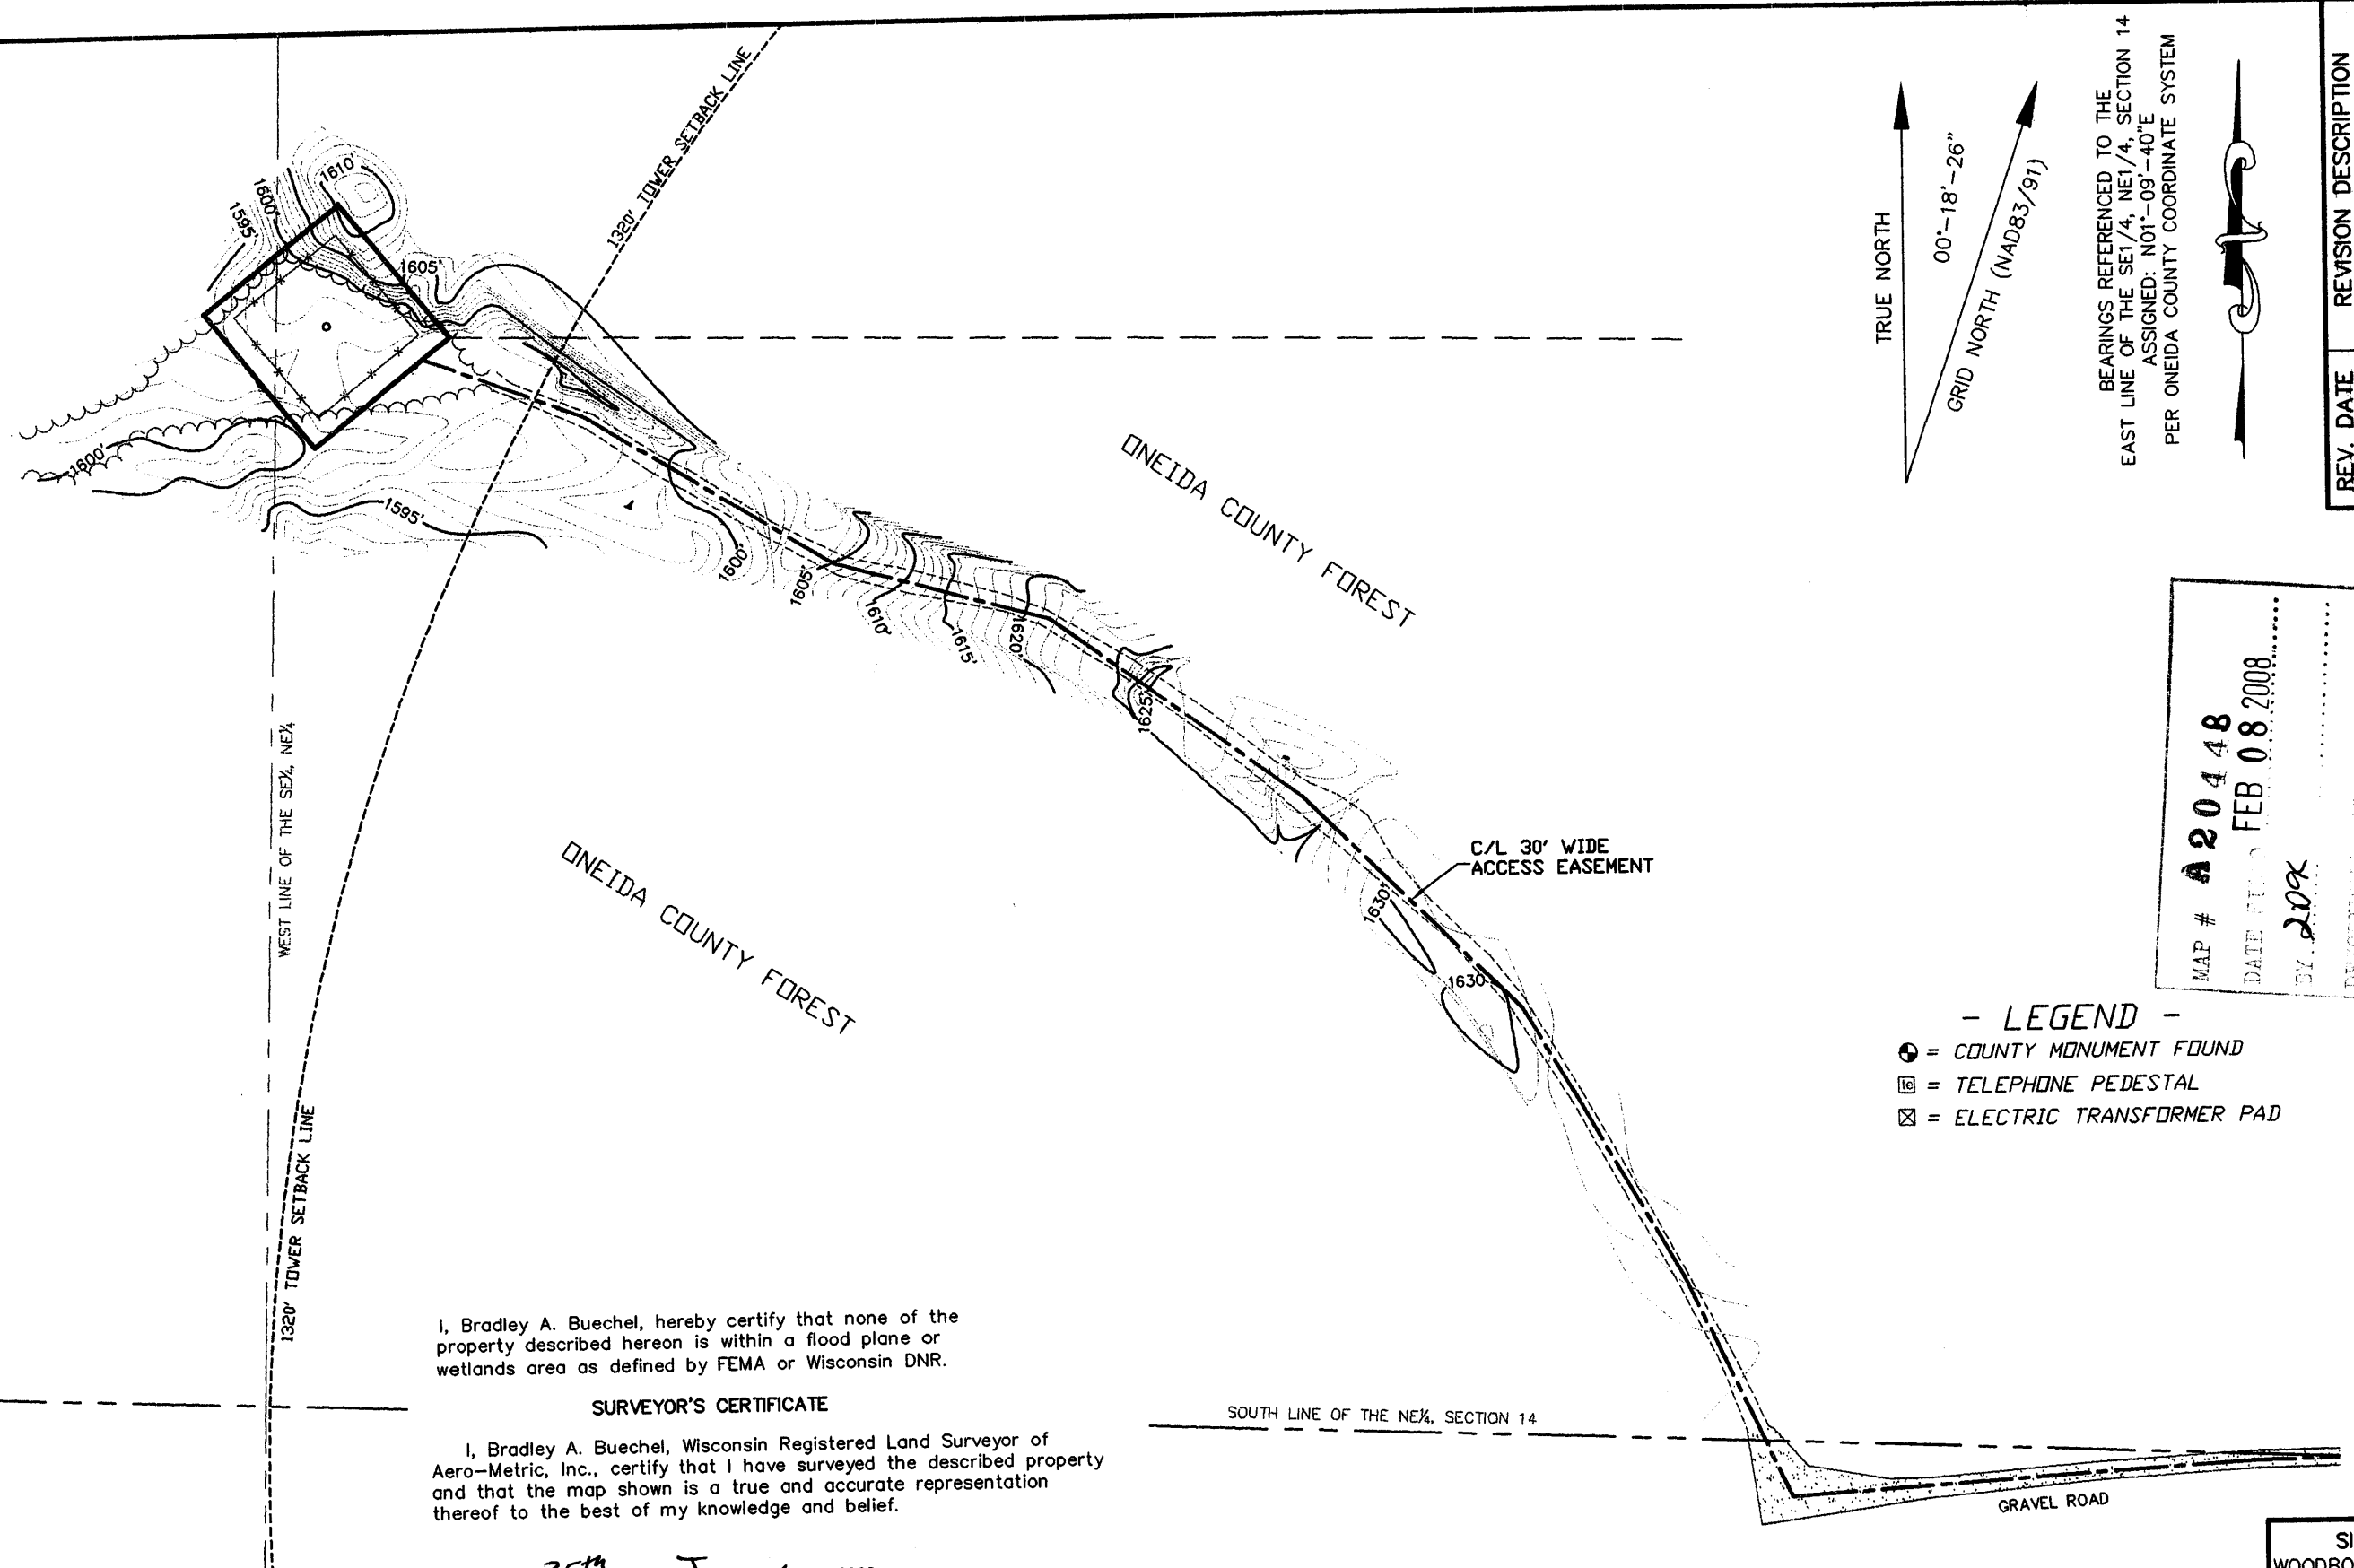 1320' TOWER SETBACK LINE
1610'
1600'
1595'
1605'
1600'
1595'
1600'
1605'
1610'
1615'
1620'
1625'
1630'
1630'
ONEIDA COUNTY FOREST
ONEIDA COUNTY FOREST
WEST LINE OF THE SE¼, NE¼
1320' TOWER SETBACK LINE
C/L 30' WIDE
ACCESS EASEMENT
TRUE NORTH
00°-18'-26"
GRID NORTH (NAD83/91)
BEARINGS REFERENCED TO THE
EAST LINE OF THE SE1/4, NE1/4, SECTION 14
ASSIGNED: N01°-09'-40"E
PER ONEIDA COUNTY COORDINATE SYSTEM
REV. DATE
REVISION DESCRIPTION
MAP # A20448
DATE FEB 08 2008
BY
- LEGEND -
= COUNTY MONUMENT FOUND
te = TELEPHONE PEDESTAL
= ELECTRIC TRANSFORMER PAD
I, Bradley A. Buechel, hereby certify that none of the
property described hereon is within a flood plane or
wetlands area as defined by FEMA or Wisconsin DNR.
SURVEYOR'S CERTIFICATE
I, Bradley A. Buechel, Wisconsin Registered Land Surveyor of
Aero-Metric, Inc., certify that I have surveyed the described property
and that the map shown is a true and accurate representation
thereof to the best of my knowledge and belief.
25th
SOUTH LINE OF THE NE¼, SECTION 14
GRAVEL ROAD